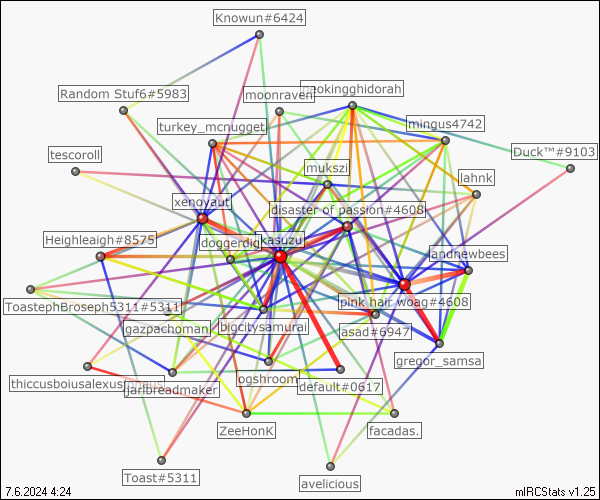 Knowun#6424
Random Stuf6#5983
moonraven
neokingghidorah
turkey_mcnugget
mingus4742
tescoroll
mukszi
Duck™#9103
lahnk
xenoyaut
disaster of passion#4608
Heighleaigh#8575
doggerdig
kasuzu
andnewbees
ToastephBroseph5311#5311
pink hair woag#4608
gazpachoman
bigcitysamurai
asad#6947
gregor_samsa
thiccusboiusalexus
jaribreadmaker
ogshroom
default#0617
ZeeHonK
facadas.
Toast#5311
avelicious
7.6.2024 4:24
mIRCStats v1.25